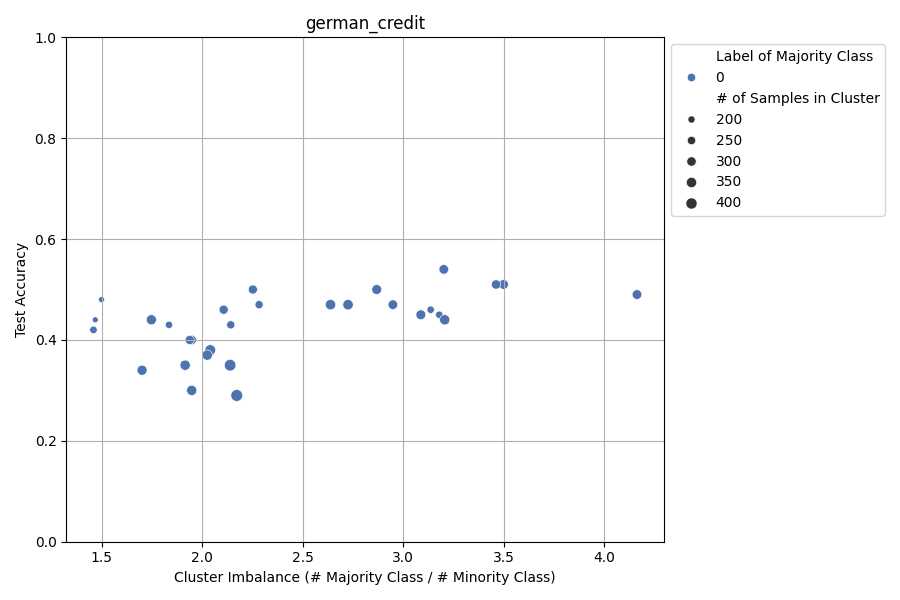 german_credit
1.0
0.8
0.6
0.4
0.2
0.0
Test Accuracy
1.5 2.0 2.5 3.0 3.5 4.0
Cluster Imbalance (# Majority Class / # Minority Class)
Label of Majority Class
0
# of Samples in Cluster
200
250
300
350
400